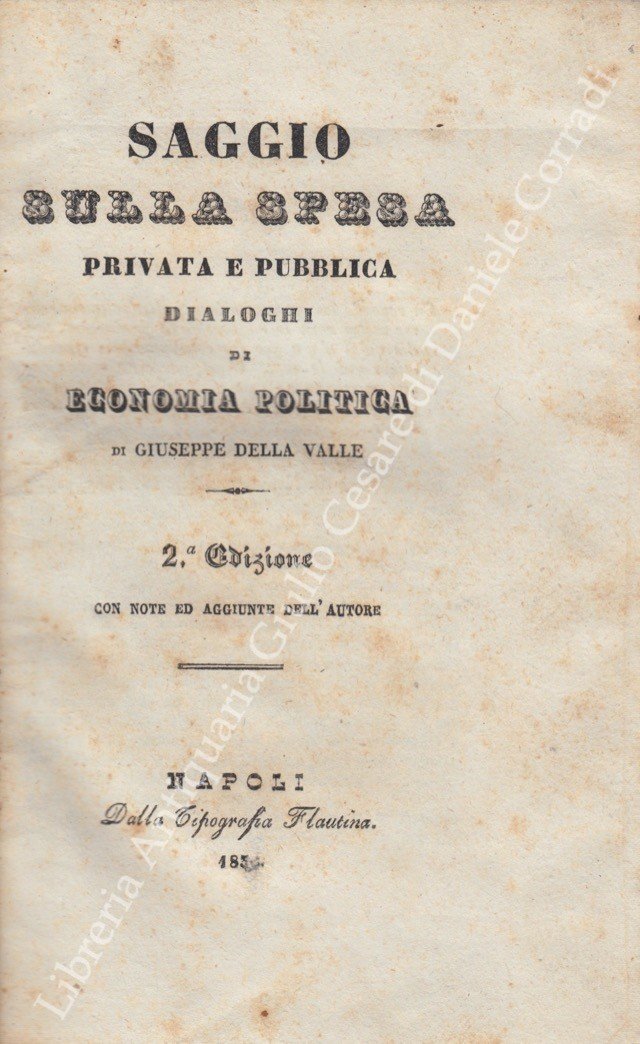 SAGGIO
SULLA SPESA
PRIVATA E PUBBLICA
DIALOGHI
DI
ECONOMIA POLITICA
DI GIUSEPPE DELLA VALLE
2.ª Edizione
CON NOTE ED AGGIUNTE DELL'AUTORE
NAPOLI
Dalla Tipografia Flautina.
Libreria Antiquaria Giulio Cesare di Daniele Corradi